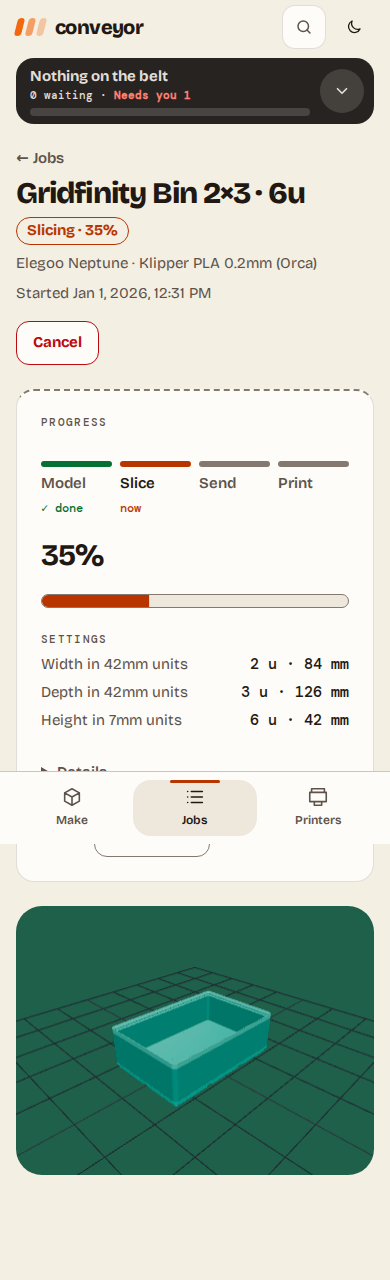 conveyor
Nothing on the belt
0 waiting · Needs you 1
← Jobs
Gridfinity Bin 2×3 · 6u
Slicing · 35%
Elegoo Neptune · Klipper PLA 0.2mm (Orca)
Started Jan 1, 2026, 12:31 PM
Cancel
PROGRESS
Model Slice Send Print
✓ done now
35%
SETTINGS
Width in 42mm units 2 u · 84 mm
Depth in 42mm units 3 u · 126 mm
Height in 7mm units 6 u · 42 mm
Details
Make Jobs Printers